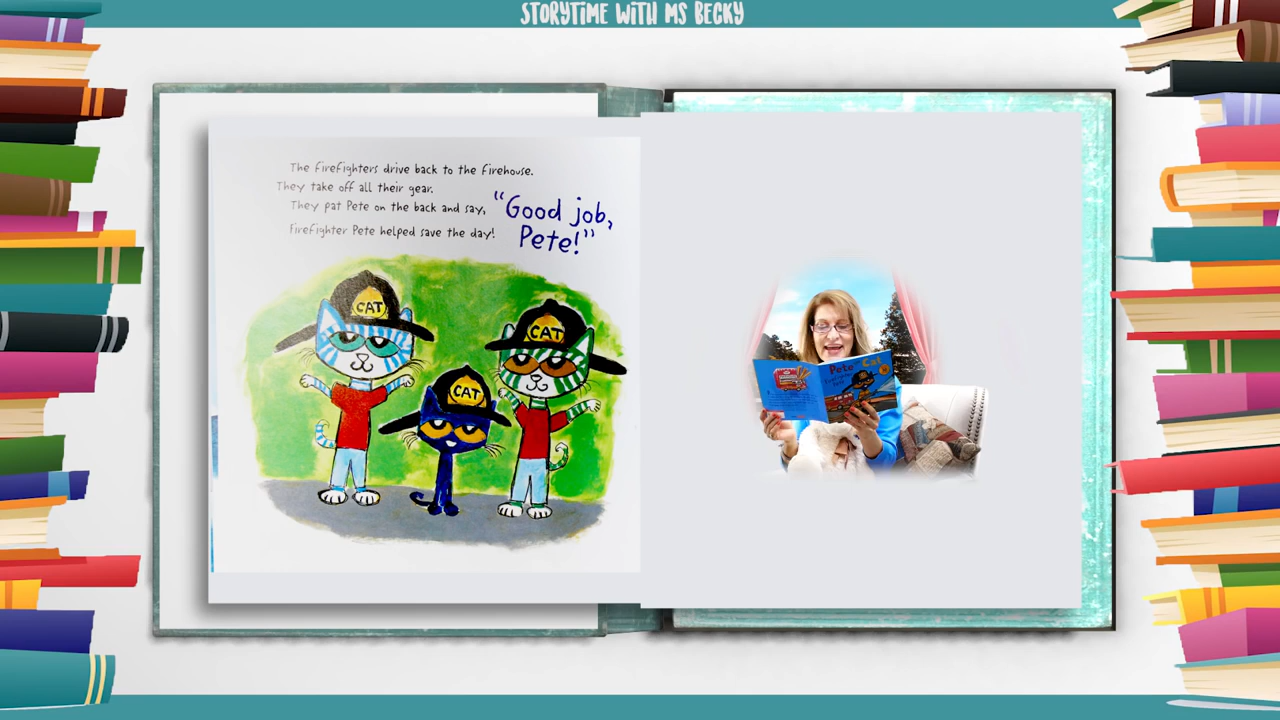 STORYTIME WITH MS BECKY
The firefighters drive back to the firehouse.
They take off all their gear.
They pat Pete on the back and say,
"Good job,
Pete!"
Firefighter Pete helped save the day!
CAT
CAT
CAT
Pete
Cat